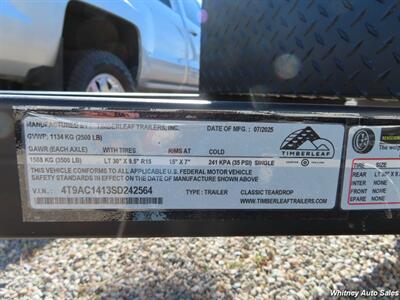 MANUFACTURED BY: TIMBERLEAF TRAILERS, INC. DATE OF MFG.: 07/2025
GVWR: 1134 KG (2500 LB)
GAWR (EACH AXLE) WITH TIRES RIMS AT COLD
1588 KG (3500 LB) LT 30" X 9.5" R15 15" X 7" 241 KPA (35 PSI) SINGLE
THIS VEHICLE CONFORMS TO ALL APPLICABLE U.S. FEDERAL MOTOR VEHICLE
SAFETY STANDARDS IN EFFECT ON THE DATE OF MANUFACTURE SHOWN ABOVE
V.I.N.: 4T9AC1413SD242564 TYPE: TRAILER CLASSIC TEARDROP
WWW.TIMBERLEAFTRAILERS.COM
TIMBERLEAF
TRAILERS
The
TIRE SIZE
REAR
INTER NONE
FRONT NONE
SPARE NONE
Whitney Auto Sales